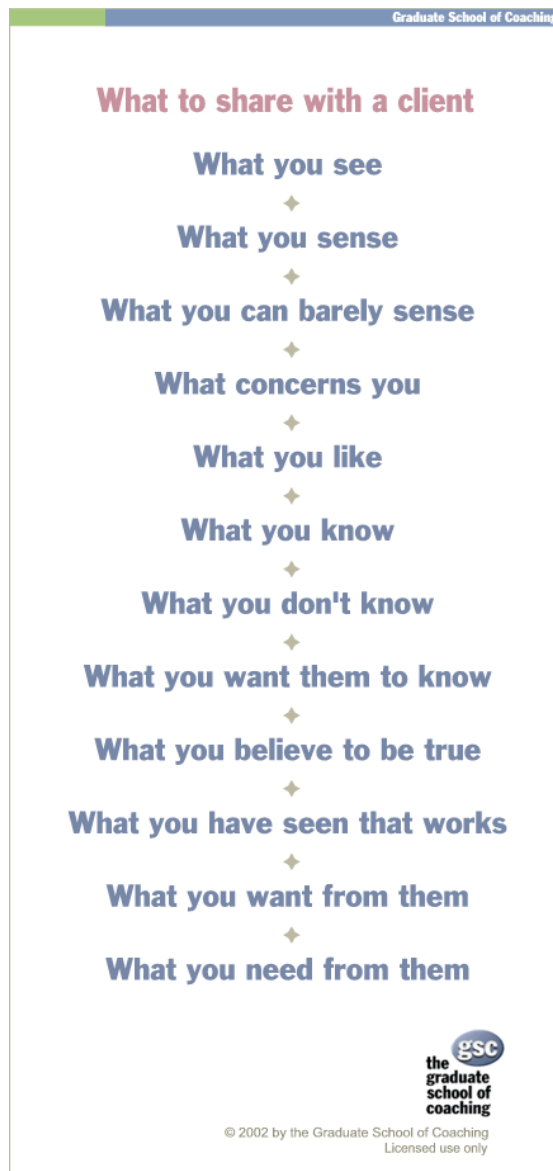 Graduate School of Coaching
What to share with a client
What you see
What you sense
What you can barely sense
What concerns you
What you like
What you know
What you don't know
What you want them to know
What you believe to be true
What you have seen that works
What you want from them
What you need from them
gsc
the
graduate
school of
coaching
© 2002 by the Graduate School of Coaching
Licensed use only